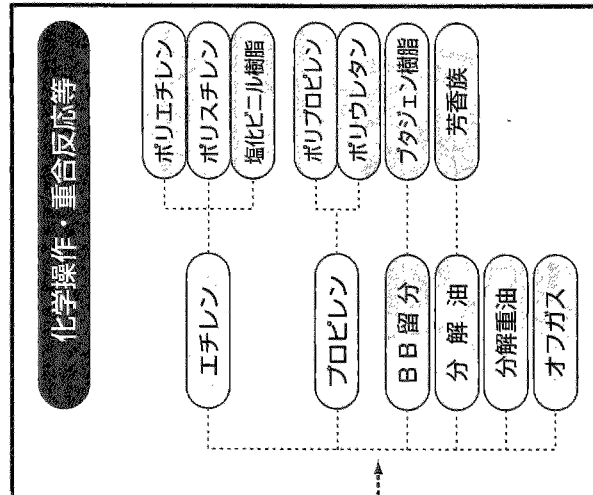 化学操作・重合反応等
エチレン
ポリエチレン
ポリスチレン
塩化ビニル樹脂
プロピレン
ポリプロピレン
ポリウレタン
BB留分
ブタジェン樹脂
分解油
芳香族
分解重油
オフガス